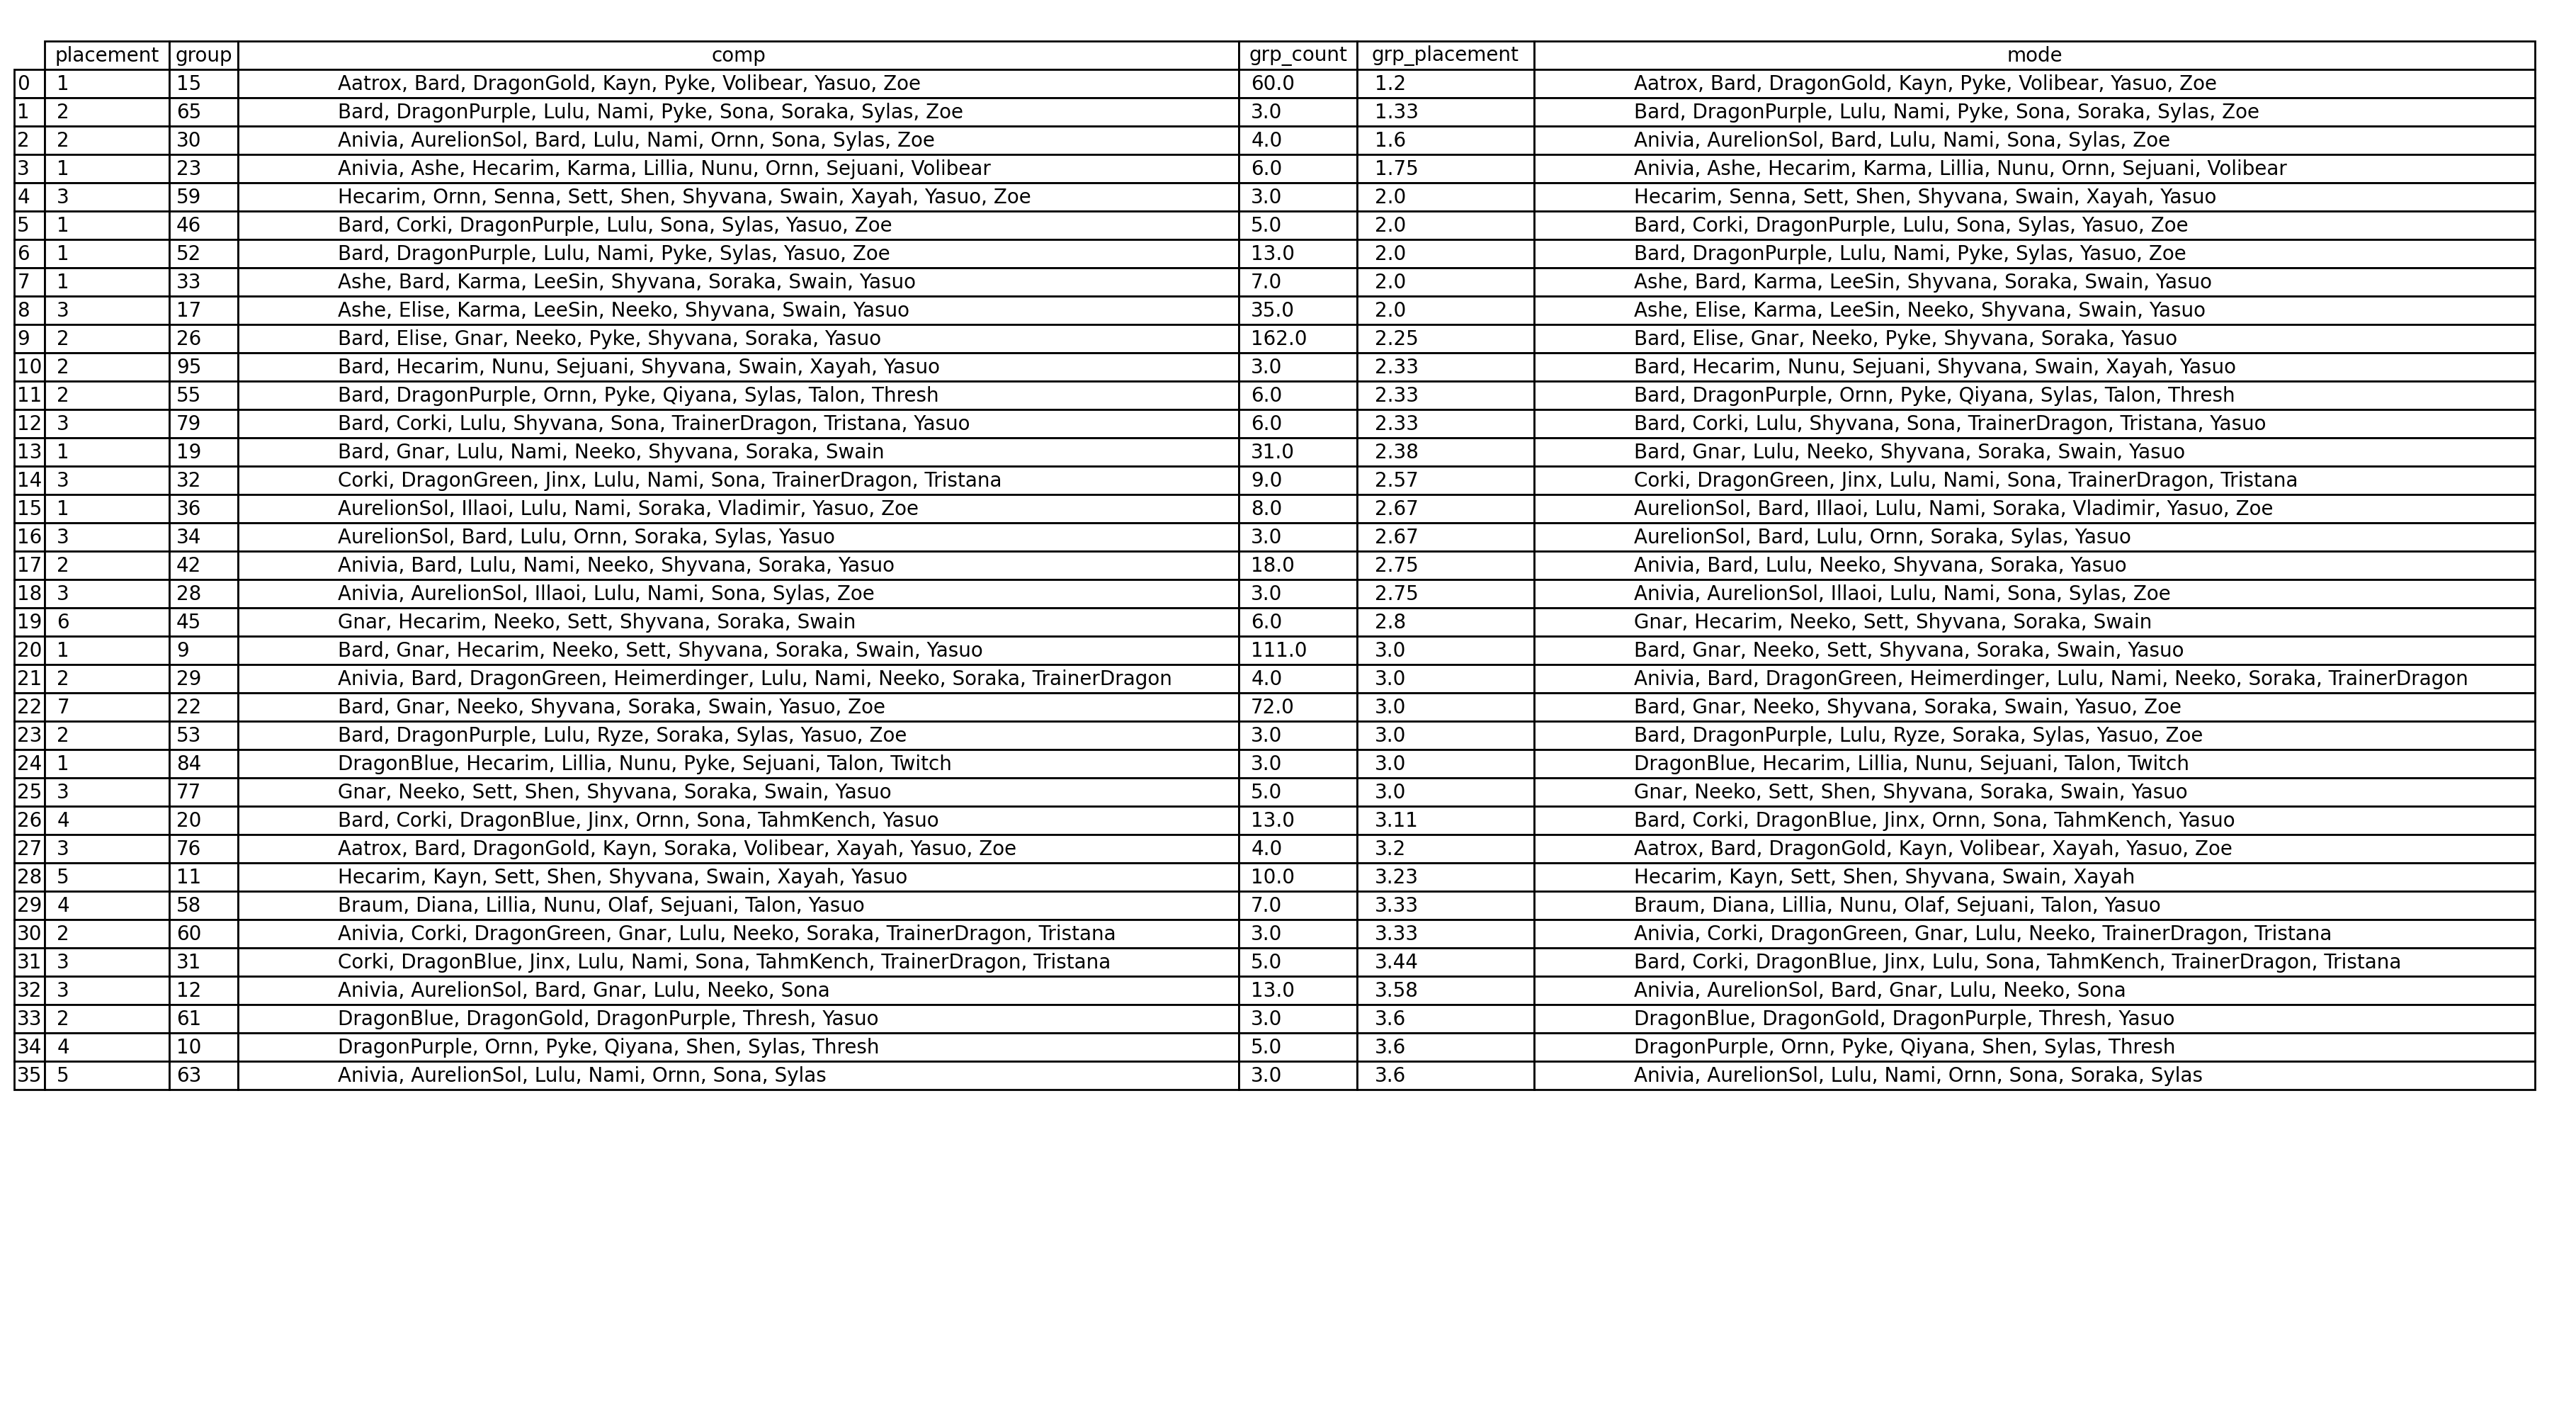 placement group comp grp_count grp_placement mode
0 1 15 Aatrox, Bard, DragonGold, Kayn, Pyke, Volibear, Yasuo, Zoe 60.0 1.2 Aatrox, Bard, DragonGold, Kayn, Pyke, Volibear, Yasuo, Zoe
1 2 65 Bard, DragonPurple, Lulu, Nami, Pyke, Sona, Soraka, Sylas, Zoe 3.0 1.33 Bard, DragonPurple, Lulu, Nami, Pyke, Sona, Soraka, Sylas, Zoe
2 2 30 Anivia, AurelionSol, Bard, Lulu, Nami, Ornn, Sona, Sylas, Zoe 4.0 1.6 Anivia, AurelionSol, Bard, Lulu, Nami, Sona, Sylas, Zoe
3 1 23 Anivia, Ashe, Hecarim, Karma, Lillia, Nunu, Ornn, Sejuani, Volibear 6.0 1.75 Anivia, Ashe, Hecarim, Karma, Lillia, Nunu, Ornn, Sejuani, Volibear
4 3 59 Hecarim, Ornn, Senna, Sett, Shen, Shyvana, Swain, Xayah, Yasuo, Zoe 3.0 2.0 Hecarim, Senna, Sett, Shen, Shyvana, Swain, Xayah, Yasuo
5 1 46 Bard, Corki, DragonPurple, Lulu, Sona, Sylas, Yasuo, Zoe 5.0 2.0 Bard, Corki, DragonPurple, Lulu, Sona, Sylas, Yasuo, Zoe
6 1 52 Bard, DragonPurple, Lulu, Nami, Pyke, Sylas, Yasuo, Zoe 13.0 2.0 Bard, DragonPurple, Lulu, Nami, Pyke, Sylas, Yasuo, Zoe
7 1 33 Ashe, Bard, Karma, LeeSin, Shyvana, Soraka, Swain, Yasuo 7.0 2.0 Ashe, Bard, Karma, LeeSin, Shyvana, Soraka, Swain, Yasuo
8 3 17 Ashe, Elise, Karma, LeeSin, Neeko, Shyvana, Swain, Yasuo 35.0 2.0 Ashe, Elise, Karma, LeeSin, Neeko, Shyvana, Swain, Yasuo
9 2 26 Bard, Elise, Gnar, Neeko, Pyke, Shyvana, Soraka, Yasuo 162.0 2.25 Bard, Elise, Gnar, Neeko, Pyke, Shyvana, Soraka, Yasuo
10 2 95 Bard, Hecarim, Nunu, Sejuani, Shyvana, Swain, Xayah, Yasuo 3.0 2.33 Bard, Hecarim, Nunu, Sejuani, Shyvana, Swain, Xayah, Yasuo
11 2 55 Bard, DragonPurple, Ornn, Pyke, Qiyana, Sylas, Talon, Thresh 6.0 2.33 Bard, DragonPurple, Ornn, Pyke, Qiyana, Sylas, Talon, Thresh
12 3 79 Bard, Corki, Lulu, Shyvana, Sona, TrainerDragon, Tristana, Yasuo 6.0 2.33 Bard, Corki, Lulu, Shyvana, Sona, TrainerDragon, Tristana, Yasuo
13 1 19 Bard, Gnar, Lulu, Nami, Neeko, Shyvana, Soraka, Swain 31.0 2.38 Bard, Gnar, Lulu, Neeko, Shyvana, Soraka, Swain, Yasuo
14 3 32 Corki, DragonGreen, Jinx, Lulu, Nami, Sona, TrainerDragon, Tristana 9.0 2.57 Corki, DragonGreen, Jinx, Lulu, Nami, Sona, TrainerDragon, Tristana
15 1 36 AurelionSol, Illaoi, Lulu, Nami, Soraka, Vladimir, Yasuo, Zoe 8.0 2.67 AurelionSol, Bard, Illaoi, Lulu, Nami, Soraka, Vladimir, Yasuo, Zoe
16 3 34 AurelionSol, Bard, Lulu, Ornn, Soraka, Sylas, Yasuo 3.0 2.67 AurelionSol, Bard, Lulu, Ornn, Soraka, Sylas, Yasuo
17 2 42 Anivia, Bard, Lulu, Nami, Neeko, Shyvana, Soraka, Yasuo 18.0 2.75 Anivia, Bard, Lulu, Neeko, Shyvana, Soraka, Yasuo
18 3 28 Anivia, AurelionSol, Illaoi, Lulu, Nami, Sona, Sylas, Zoe 3.0 2.75 Anivia, AurelionSol, Illaoi, Lulu, Nami, Sona, Sylas, Zoe
19 6 45 Gnar, Hecarim, Neeko, Sett, Shyvana, Soraka, Swain 6.0 2.8 Gnar, Hecarim, Neeko, Sett, Shyvana, Soraka, Swain
20 1 9 Bard, Gnar, Hecarim, Neeko, Sett, Shyvana, Soraka, Swain, Yasuo 111.0 3.0 Bard, Gnar, Neeko, Sett, Shyvana, Soraka, Swain, Yasuo
21 2 29 Anivia, Bard, DragonGreen, Heimerdinger, Lulu, Nami, Neeko, Soraka, TrainerDragon 4.0 3.0 Anivia, Bard, DragonGreen, Heimerdinger, Lulu, Nami, Neeko, Soraka, TrainerDragon
22 7 22 Bard, Gnar, Neeko, Shyvana, Soraka, Swain, Yasuo, Zoe 72.0 3.0 Bard, Gnar, Neeko, Shyvana, Soraka, Swain, Yasuo, Zoe
23 2 53 Bard, DragonPurple, Lulu, Ryze, Soraka, Sylas, Yasuo, Zoe 3.0 3.0 Bard, DragonPurple, Lulu, Ryze, Soraka, Sylas, Yasuo, Zoe
24 1 84 DragonBlue, Hecarim, Lillia, Nunu, Pyke, Sejuani, Talon, Twitch 3.0 3.0 DragonBlue, Hecarim, Lillia, Nunu, Sejuani, Talon, Twitch
25 3 77 Gnar, Neeko, Sett, Shen, Shyvana, Soraka, Swain, Yasuo 5.0 3.0 Gnar, Neeko, Sett, Shen, Shyvana, Soraka, Swain, Yasuo
26 4 20 Bard, Corki, DragonBlue, Jinx, Ornn, Sona, TahmKench, Yasuo 13.0 3.11 Bard, Corki, DragonBlue, Jinx, Ornn, Sona, TahmKench, Yasuo
27 3 76 Aatrox, Bard, DragonGold, Kayn, Soraka, Volibear, Xayah, Yasuo, Zoe 4.0 3.2 Aatrox, Bard, DragonGold, Kayn, Volibear, Xayah, Yasuo, Zoe
28 5 11 Hecarim, Kayn, Sett, Shen, Shyvana, Swain, Xayah, Yasuo 10.0 3.23 Hecarim, Kayn, Sett, Shen, Shyvana, Swain, Xayah
29 4 58 Braum, Diana, Lillia, Nunu, Olaf, Sejuani, Talon, Yasuo 7.0 3.33 Braum, Diana, Lillia, Nunu, Olaf, Sejuani, Talon, Yasuo
30 2 60 Anivia, Corki, DragonGreen, Gnar, Lulu, Neeko, Soraka, TrainerDragon, Tristana 3.0 3.33 Anivia, Corki, DragonGreen, Gnar, Lulu, Neeko, TrainerDragon, Tristana
31 3 31 Corki, DragonBlue, Jinx, Lulu, Nami, Sona, TahmKench, TrainerDragon, Tristana 5.0 3.44 Bard, Corki, DragonBlue, Jinx, Lulu, Sona, TahmKench, TrainerDragon, Tristana
32 3 12 Anivia, AurelionSol, Bard, Gnar, Lulu, Neeko, Sona 13.0 3.58 Anivia, AurelionSol, Bard, Gnar, Lulu, Neeko, Sona
33 2 61 DragonBlue, DragonGold, DragonPurple, Thresh, Yasuo 3.0 3.6 DragonBlue, DragonGold, DragonPurple, Thresh, Yasuo
34 4 10 DragonPurple, Ornn, Pyke, Qiyana, Shen, Sylas, Thresh 5.0 3.6 DragonPurple, Ornn, Pyke, Qiyana, Shen, Sylas, Thresh
35 5 63 Anivia, AurelionSol, Lulu, Nami, Ornn, Sona, Sylas 3.0 3.6 Anivia, AurelionSol, Lulu, Nami, Ornn, Sona, Soraka, Sylas